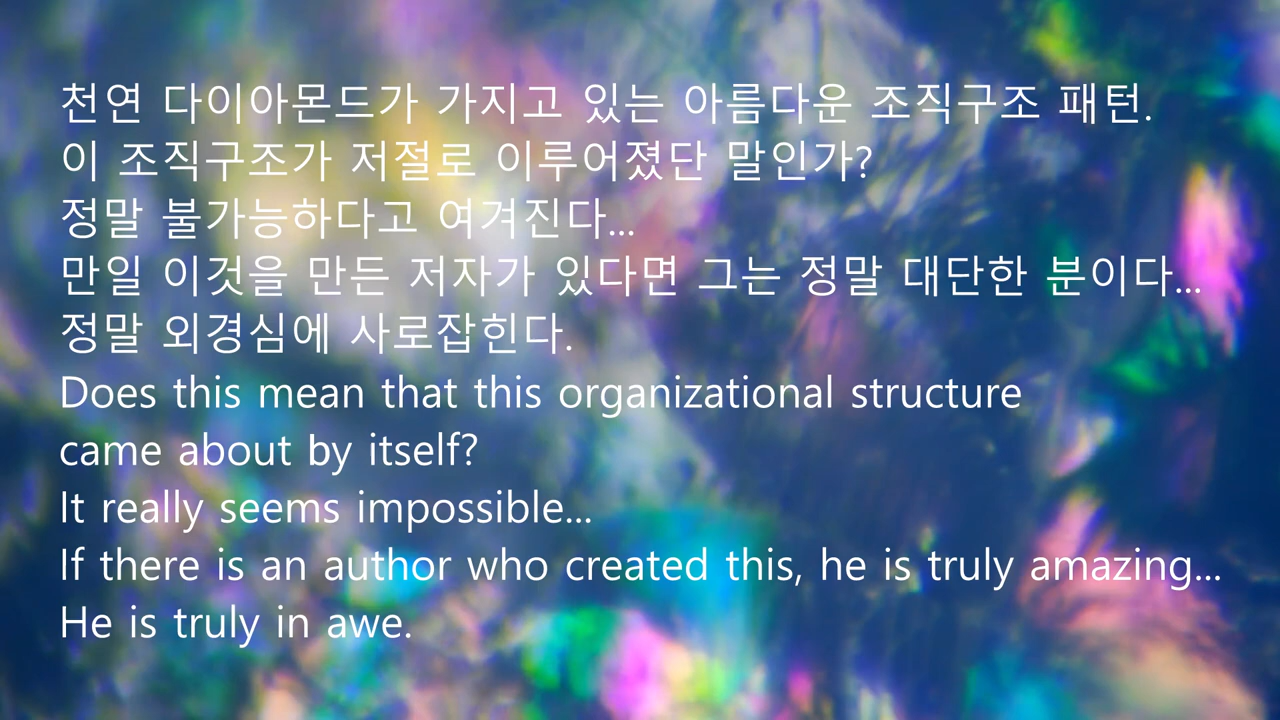 천연 다이아몬드가 가지고 있는 아름다운 조직구조 패턴.
이 조직구조가 저절로 이루어졌단 말인가?
정말 불가능하다고 여겨진다...
만일 이것을 만든 저자가 있다면 그는 정말 대단한 분이다...
정말 외경심에 사로잡힌다.
Does this mean that this organizational structure
came about by itself?
It really seems impossible...
If there is an author who created this, he is truly amazing...
He is truly in awe.